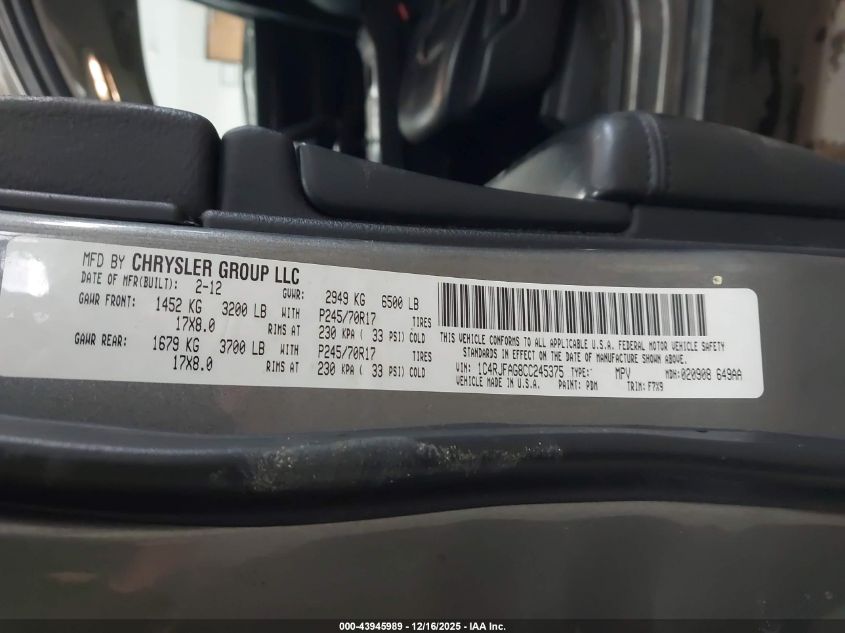 MFD BY CHRYSLER GROUP LLC
DATE OF MFR(BUILT): 2-12 GVWR: 2949 KG 6500 LB
GAWR FRONT: 1452 KG 3200 LB WITH P245/70R17 TIRES
17X8.0 RIMS AT 230 KPA ( 33 PSI) COLD
GAWR REAR: 1679 KG 3700 LB WITH P245/70R17 TIRES
17X8.0 RIMS AT 230 KPA ( 33 PSI) COLD
THIS VEHICLE CONFORMS TO ALL APPLICABLE U.S.A. FEDERAL MOTOR VEHICLE SAFETY
STANDARDS IN EFFECT ON THE DATE OF MANUFACTURE SHOWN ABOVE.
VIN: 1C4RJFAG8CC245375 TYPE: MPV MDH: 020908 649AA
VEHICLE MADE IN U.S.A. PAINT: PDM TRIM: F7X9
000-43945989 - 12/16/2025 - IAA Inc.